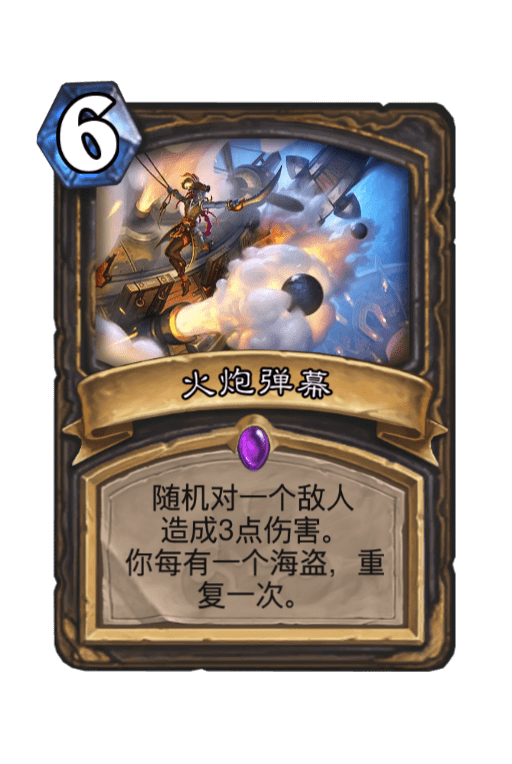 6
火炮弹幕
随机对一个敌人
造成3点伤害。
你每有一个海盗，重
复一次。